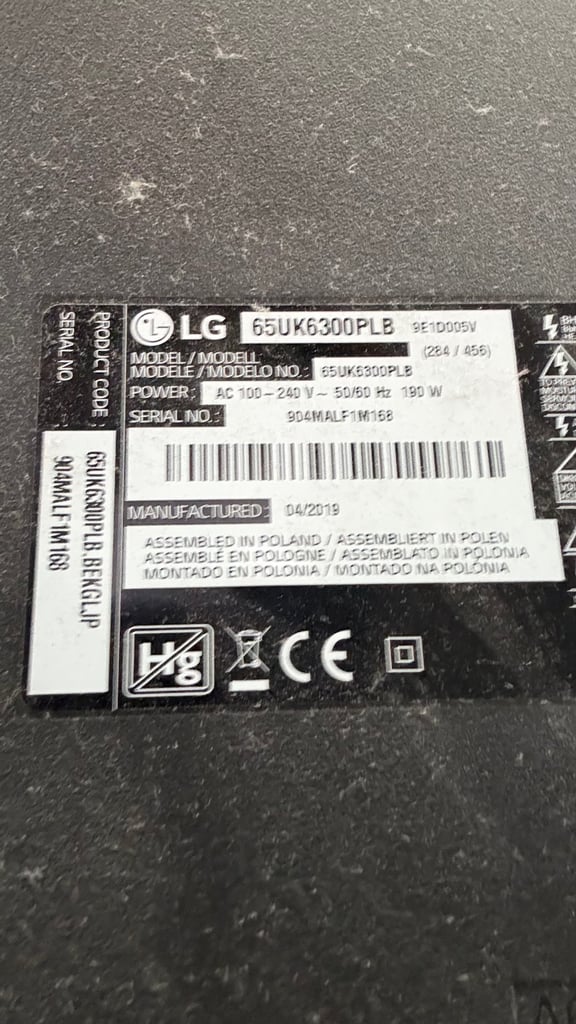 LG 65UK6300PLB 9E1D005V
(284 / 456)
MODEL / MODELL
MODÈLE / MODELO NO.: 65UK6300PLB
POWER: AC 100 – 240 V ~ 50/60 Hz 190 W
SERIAL NO.: 904MALF1M168
MANUFACTURED: 04/2019
ASSEMBLED IN POLAND / ASSEMBLIERT IN POLEN
ASSEMBLÉ EN POLOGNE / ASSEMBLATO IN POLONIA
MONTADO EN POLONIA / MONTADO NA POLÓNIA
Hg
CE
PRODUCT CODE: 65UK6300PLB.BEKGLJP
SERIAL NO. 904MALF1M168